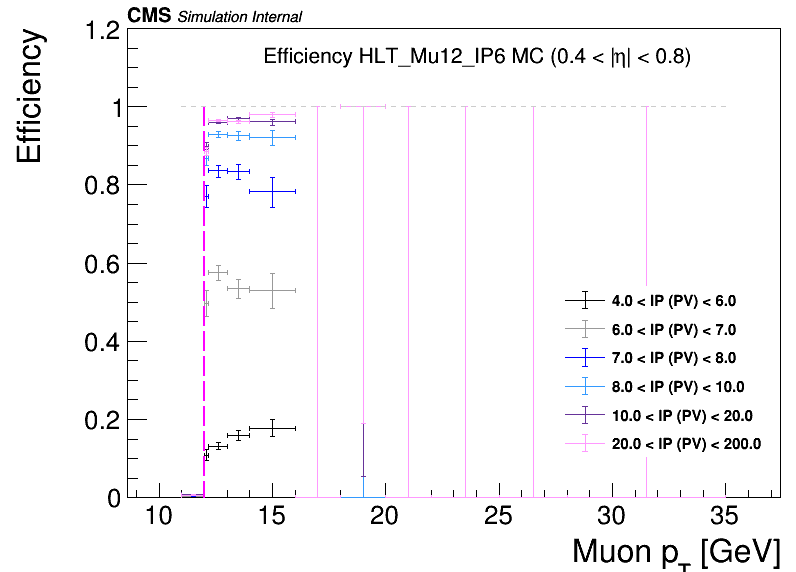 CMS Simulation Internal
Efficiency HLT_Mu12_IP6 MC (0.4 < |η| < 0.8)
Efficiency
1.2
1
0.8
0.6
0.4
0.2
0
4.0 < IP (PV) < 6.0
6.0 < IP (PV) < 7.0
7.0 < IP (PV) < 8.0
8.0 < IP (PV) < 10.0
10.0 < IP (PV) < 20.0
20.0 < IP (PV) < 200.0
10 15 20 25 30 35
Muon p_T [GeV]